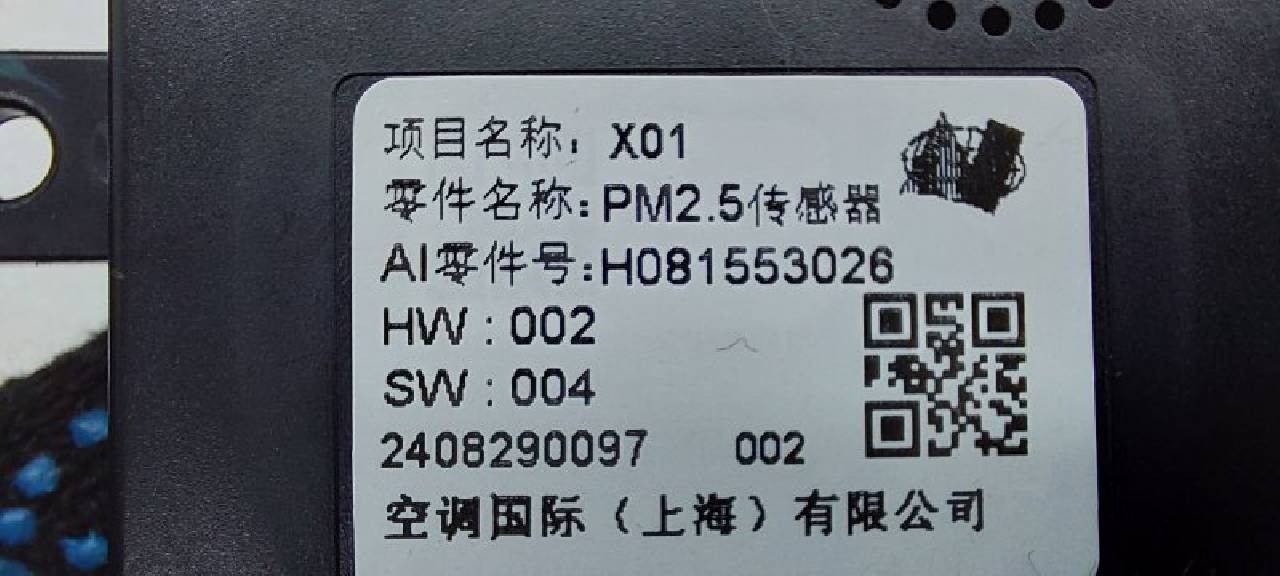 项目名称：X01
零件名称：PM2.5传感器
AI零件号：H081553026
HW：002
SW：004
2408290097 002
空调国际（上海）有限公司